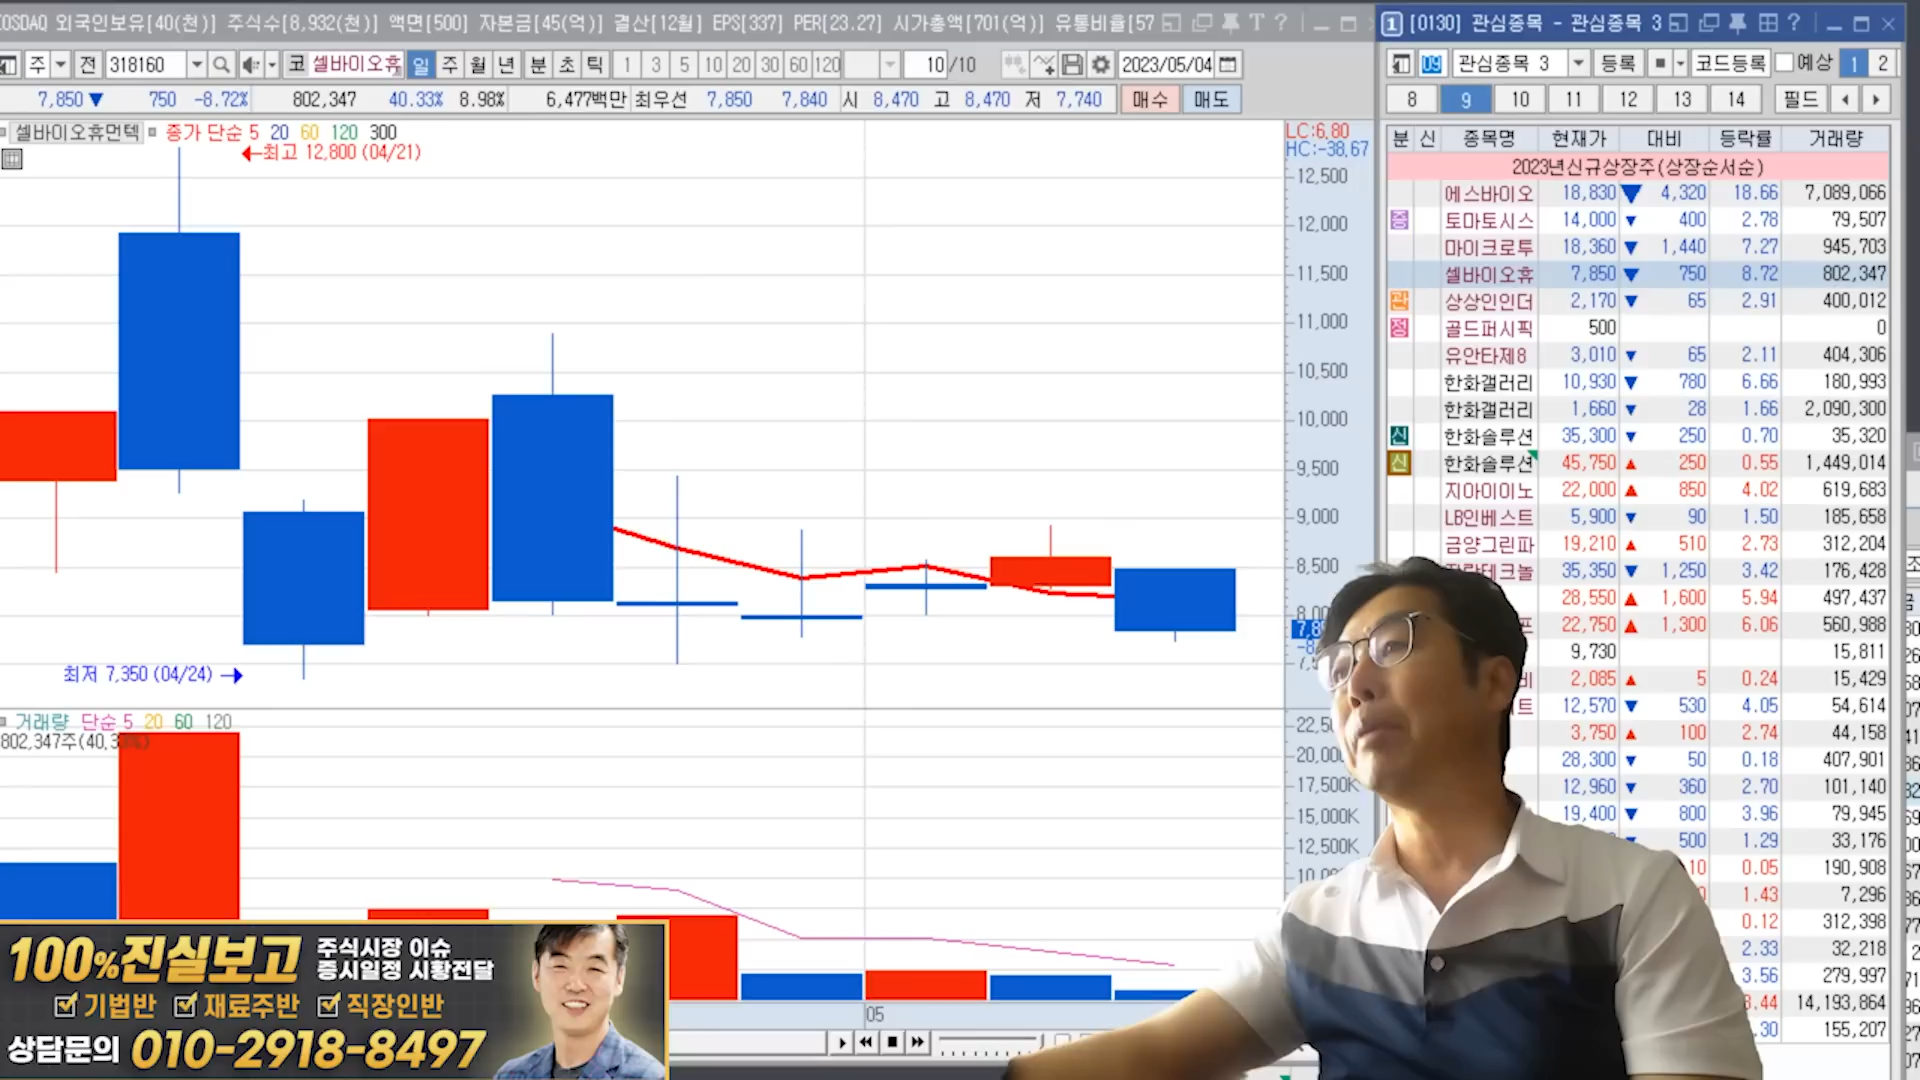 KOSDAQ 외국인보유[40(천)] 주식수[8,932(천)] 액면[500] 자본금[45(억)] 결산[12월] EPS[337] PER[23.27] 시가총액[701(억)] 유통비율[57
주 전 318160 코 셀바이오휴 일 주 월 년 분 초 틱 1 3 5 10 20 30 60 120 10 /10 2023/05/04
7,850 ▼ 750 -8.72% 802,347 40.33% 8.98% 6,477백만 최우선 7,850 7,840 시 8,470 고 8,470 저 7,740 매수 매도
셀바이오휴먼텍 종가 단순 5 20 60 120 300
최고 12,800 (04/21)
LC:6.80
HC:-38.67
12,500
12,000
11,500
11,000
10,500
10,000
9,500
9,000
8,500
최저 7,350 (04/24)
거래량 단순 5 20 60 120
802,347주
20,000
17,500K
15,000K
12,500K
05
1 [0130] 관심종목 - 관심종목 3
09 관심종목 3 등록 코드등록 예상 1 2
8 9 10 11 12 13 14 필드
분 신 종목명 현재가 대비 등락률 거래량
2023년신규상장주(상장순서순)
에스바이오 18,830 ▼ 4,320 18.66 7,089,066
증 토마토시스 14,000 ▼ 400 2.78 79,507
마이크로투 18,360 ▼ 1,440 7.27 945,703
셀바이오휴 7,850 ▼ 750 8.72 802,347
관 상상인인더 2,170 ▼ 65 2.91 400,012
정 골드퍼시픽 500 0
유안타제8 3,010 ▼ 65 2.11 404,306
한화갤러리 10,930 ▼ 780 6.66 180,993
한화갤러리 1,660 ▼ 28 1.66 2,090,300
신 한화솔루션 35,300 ▼ 250 0.70 35,320
신 한화솔루션 45,750 ▲ 250 0.55 1,449,014
지아이이노 22,000 ▲ 850 4.02 619,683
LB인베스트 5,900 ▼ 90 1.50 185,658
금양그린파 19,210 ▲ 510 2.73 312,204
35,350 ▼ 1,250 3.42 176,428
28,550 ▲ 1,600 5.94 497,437
22,750 ▲ 1,300 6.06 560,988
9,730 15,811
2,085 ▲ 5 0.24 15,429
12,570 ▼ 530 4.05 54,614
3,750 ▲ 100 2.74 44,158
28,300 ▼ 50 0.18 407,901
12,960 ▼ 360 2.70 101,140
19,400 ▼ 800 3.96 79,945
500 1.29 33,176
10 0.05 190,908
1.43 7,296
0.12 312,398
2.33 32,218
3.56 279,997
14,193,864
155,207
100%진실보고 주식시장 이슈
증시일정 시황전달
기법반 재료주반 직장인반
상담문의 010-2918-8497